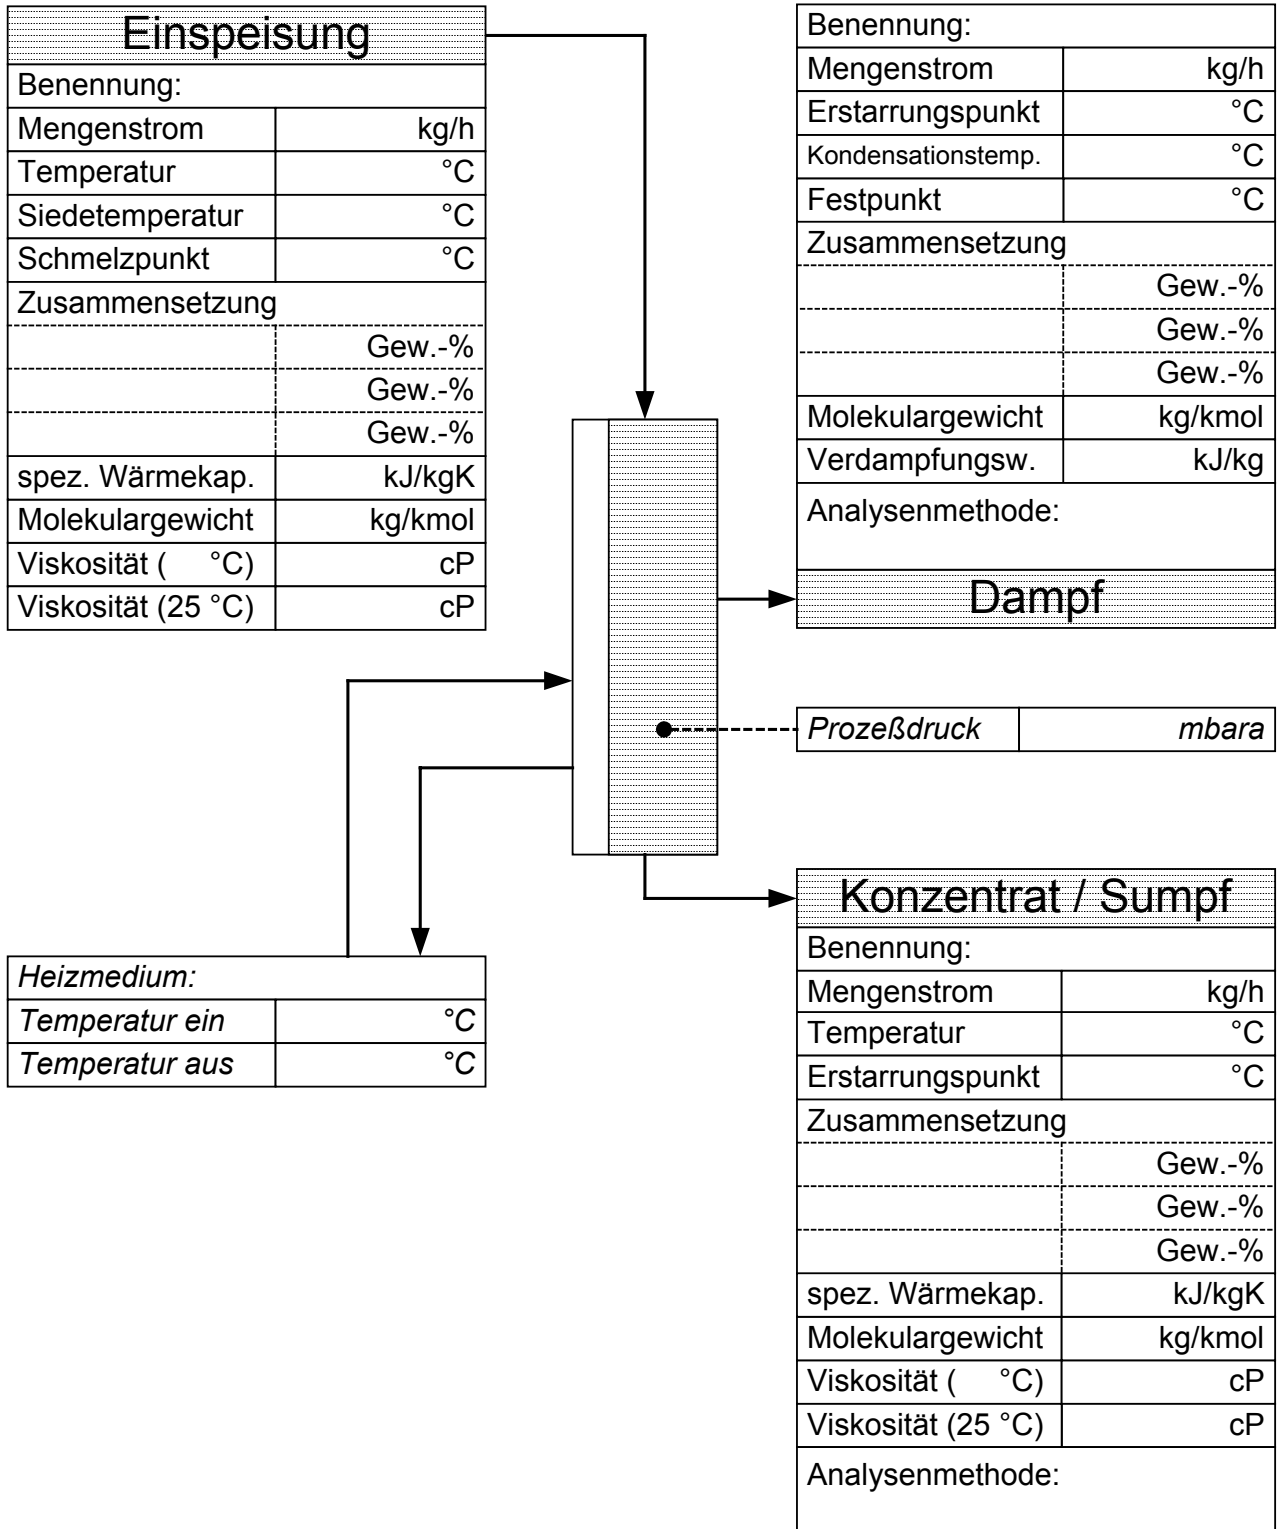 Einspeisung
Benennung:
Mengenstrom kg/h
Temperatur °C
Siedetemperatur °C
Schmelzpunkt °C
Zusammensetzung
Gew.-%
Gew.-%
Gew.-%
spez. Wärmekap. kJ/kgK
Molekulargewicht kg/kmol
Viskosität ( °C) cP
Viskosität (25 °C) cP
Benennung:
Mengenstrom kg/h
Erstarrungspunkt °C
Kondensationstemp. °C
Festpunkt °C
Zusammensetzung
Gew.-%
Gew.-%
Gew.-%
Molekulargewicht kg/kmol
Verdampfungsw. kJ/kg
Analysenmethode:
Dampf
Prozeßdruck mbara
Heizmedium:
Temperatur ein °C
Temperatur aus °C
Konzentrat / Sumpf
Benennung:
Mengenstrom kg/h
Temperatur °C
Erstarrungspunkt °C
Zusammensetzung
Gew.-%
Gew.-%
Gew.-%
spez. Wärmekap. kJ/kgK
Molekulargewicht kg/kmol
Viskosität ( °C) cP
Viskosität (25 °C) cP
Analysenmethode: